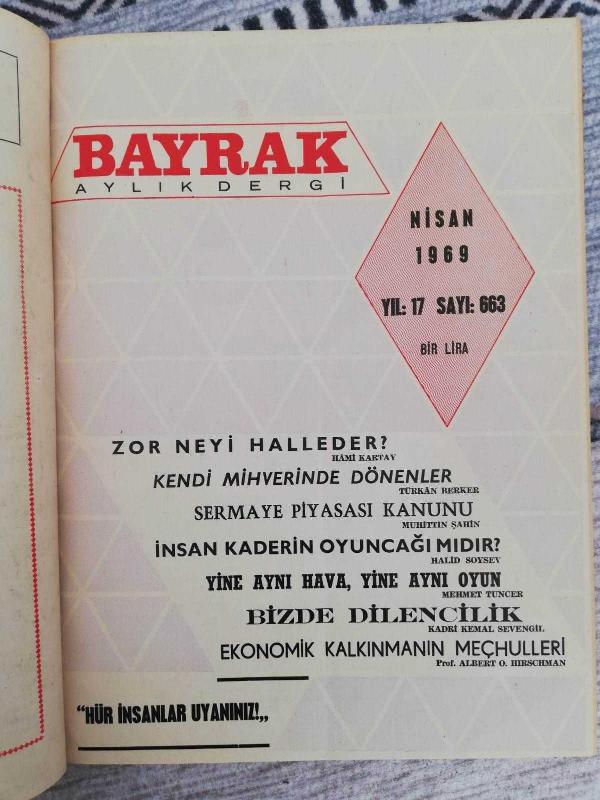 BAYRAK
AYLIK DERGİ
NİSAN
1969
YIL: 17 SAYI: 663
BİR LİRA
ZOR NEYİ HALLEDER?
HÂMİ KARTAY
KENDİ MİHVERİNDE DÖNENLER
TÜRKÂN BERKER
SERMAYE PİYASASI KANUNU
MUHİTTİN ŞAHİN
İNSAN KADERİN OYUNCAĞI MIDIR?
HALİD SOYSEV
YİNE AYNI HAVA, YİNE AYNI OYUN
MEHMET TUNCER
BİZDE DİLENCİLİK
KADRİ KEMAL SEVENGİL
EKONOMİK KALKINMANIN MEÇHULLERİ
Prof. ALBERT O. HIRSCHMAN
"HÜR İNSANLAR UYANINIZ!,,